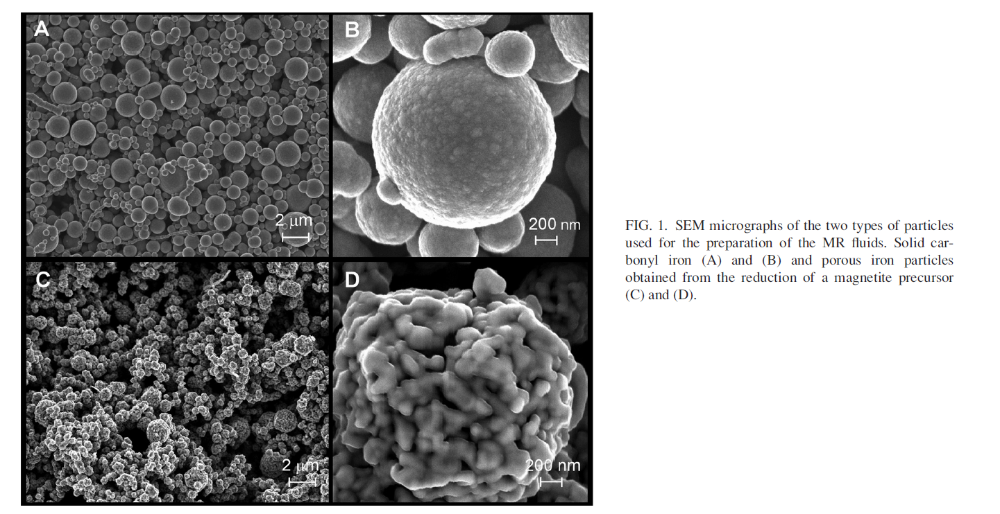 A
B
2 μm
200 nm
C
D
2 μm
200 nm
FIG. 1. SEM micrographs of the two types of particles
used for the preparation of the MR fluids. Solid car-
bonyl iron (A) and (B) and porous iron particles
obtained from the reduction of a magnetite precursor
(C) and (D).